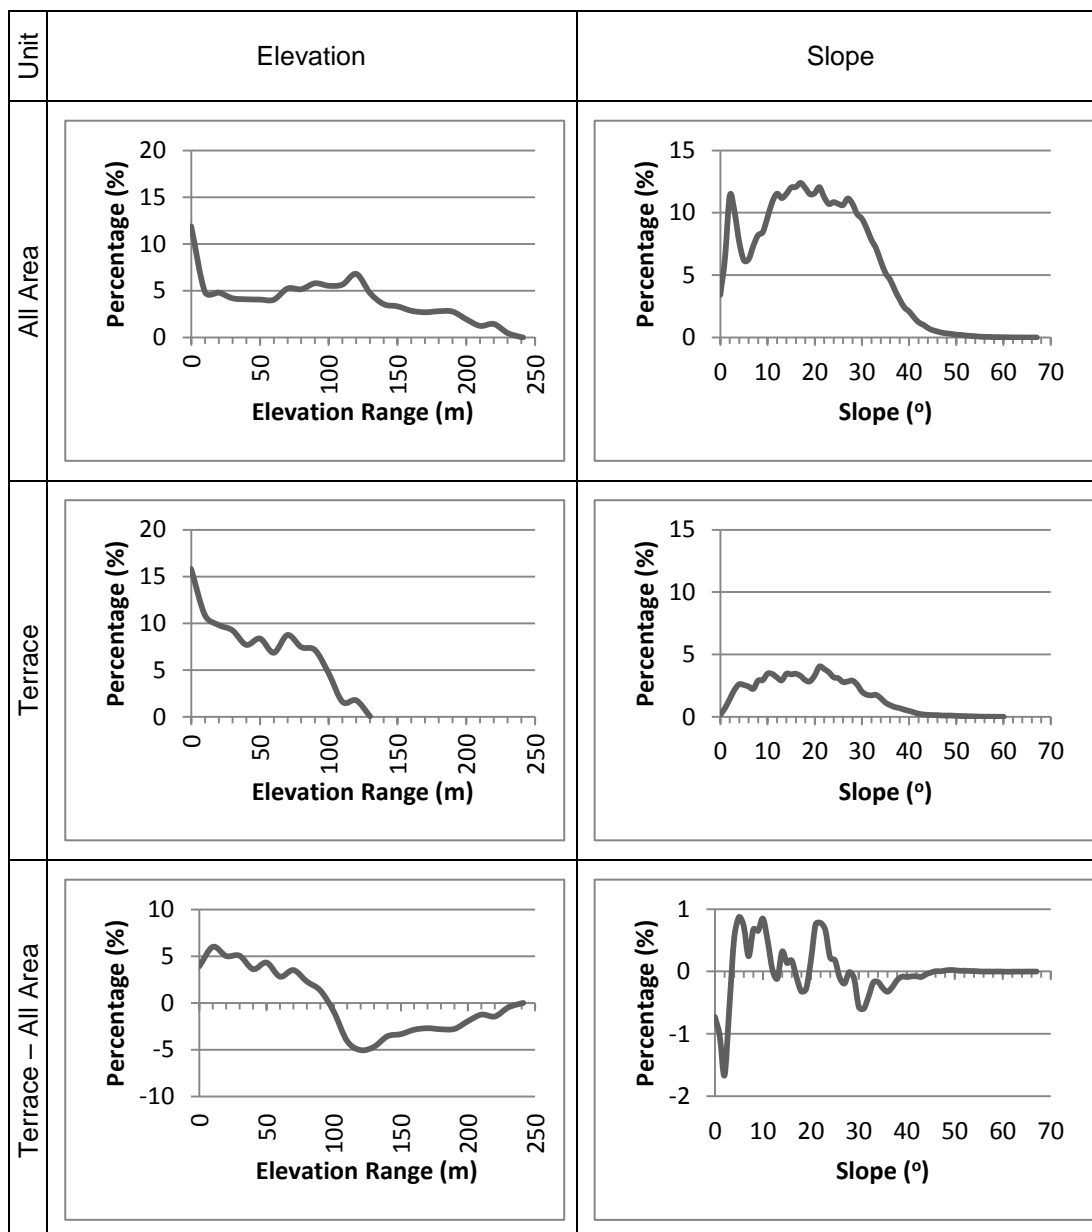 Unit
Elevation
Slope
All Area
Percentage (%)
20
15
10
5
0
0
50
100
150
200
250
Elevation Range (m)
Percentage (%)
15
10
5
0
0 10 20 30 40 50 60 70
Slope (º)
Terrace
Percentage (%)
20
15
10
5
0
0
50
100
150
200
250
Elevation Range (m)
Percentage (%)
15
10
5
0
0 10 20 30 40 50 60 70
Slope (º)
Terrace – All Area
Percentage (%)
10
5
0
-5
-10
0
50
100
150
200
250
Elevation Range (m)
Percentage (%)
1
0
-1
-2
0 10 20 30 40 50 60 70
Slope (º)